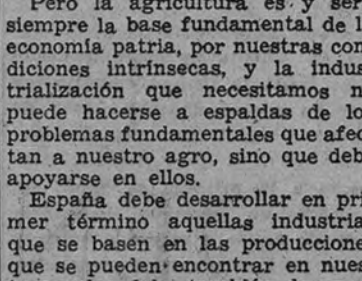 Pero la agricultura es y ser
siempre la base fundamental de l
economía patria, por nuestras con
diciones intrínsecas, y la indus
trialización que necesitamos n
puede hacerse a espaldas de lo
problemas fundamentales que afec
tan a nuestro agro, sino que deb
apoyarse en ellos.
España debe desarrollar en pri
mer término aquellas industria
que se basen en las produccione
que se pueden encontrar en nues